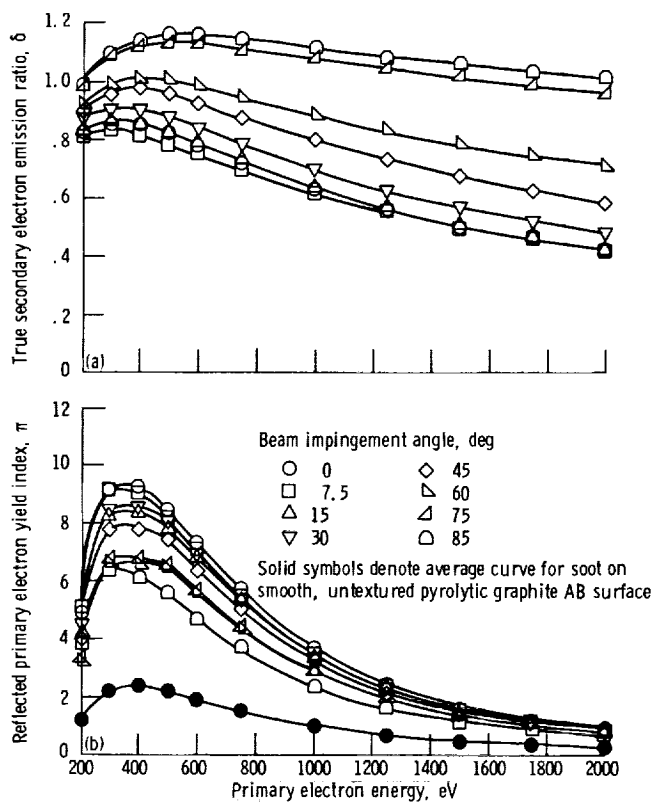 True secondary electron emission ratio, δ
1.2
1.0
.8
.6
.4
.2
0
(a)
Reflected primary electron yield index, π
12
10
8
6
4
2
0
(b)
Beam impingement angle, deg
0
7.5
15
30
45
60
75
85
Solid symbols denote average curve for soot on
smooth, untextured pyrolytic graphite AB surface
200 400 600 800 1000 1200 1400 1600 1800 2000
Primary electron energy, eV